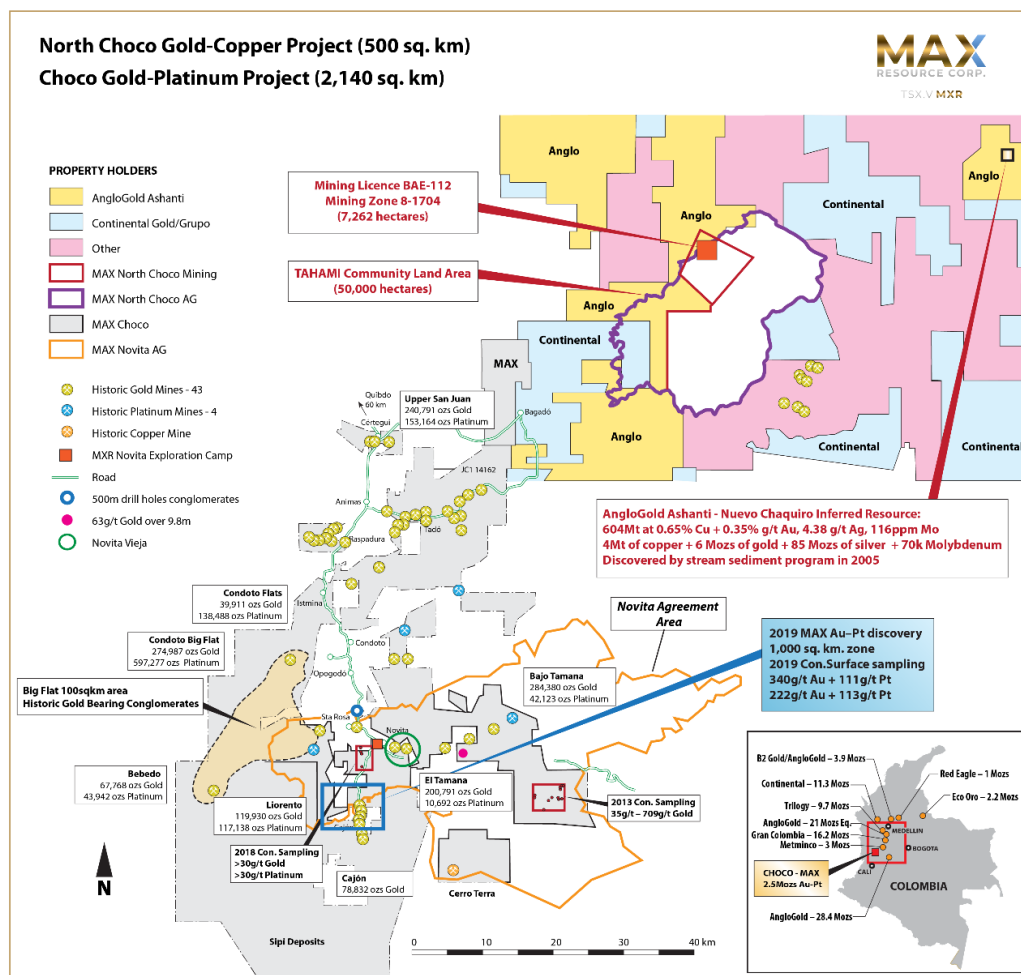 North Choco Gold-Copper Project (500 sq. km)
Choco Gold-Platinum Project (2,140 sq. km)
MAX
RESOURCE CORP.
TSX.V MXR
PROPERTY HOLDERS
AngloGold Ashanti
Continental Gold/Grupo
Other
MAX North Choco Mining
MAX North Choco AG
MAX Choco
MAX Novita AG
Historic Gold Mines - 43
Historic Platinum Mines - 4
Historic Copper Mine
MXR Novita Exploration Camp
Road
500m drill holes conglomerates
63g/t Gold over 9.8m
Novita Vieja
Mining Licence BAE-112
Mining Zone 8-1704
(7,262 hectares)
TAHAMI Community Land Area
(50,000 hectares)
Anglo
Anglo
Anglo
Continental
Anglo
Continental
MAX
Anglo
Continental
Continental
Quibdo
60 km
Certegui
Upper San Juan
240,791 ozs Gold
153,164 ozs Platinum
Bagadó
JC1 14162
Animas
Tadó
Raspadura
AngloGold Ashanti - Nuevo Chaquiro Inferred Resource:
604Mt at 0.65% Cu + 0.35% g/t Au, 4.38 g/t Ag, 116ppm Mo
4Mt of copper + 6 Mozs of gold + 85 Mozs of silver + 70k Molybdenum
Discovered by stream sediment program in 2005
Condoto Flats
39,911 ozs Gold
138,488 ozs Platinum
Istmina
Condoto Big Flat
274,987 ozs Gold
597,277 ozs Platinum
Condoto
Opogodó
Novita Agreement
Area
2019 MAX Au–Pt discovery
1,000 sq. km. zone
2019 Con.Surface sampling
340g/t Au + 111g/t Pt
222g/t Au + 113g/t Pt
Big Flat 100sqkm area
Historic Gold Bearing Conglomerates
Bajo Tamana
284,380 ozs Gold
42,123 ozs Platinum
Sta Rosa
Novita
Bebedo
67,768 ozs Gold
43,942 ozs Platinum
Liorento
119,930 ozs Gold
117,138 ozs Platinum
El Tamana
200,791 ozs Gold
10,692 ozs Platinum
2013 Con. Sampling
35g/t – 709g/t Gold
2018 Con. Sampling
>30g/t Gold
>30g/t Platinum
Cajón
78,832 ozs Gold
Cerro Terra
Sipi Deposits
N
0 10 20 30 40 km
B2 Gold/AngloGold – 3.9 Mozs
Red Eagle – 1 Mozs
Continental – 11.3 Mozs
Eco Oro – 2.2 Mozs
Trilogy – 9.7 Mozs
AngloGold – 21 Mozs Eq.
Gran Colombia – 16.2 Mozs
Metminco – 3 Mozs
MEDELLIN
BOGOTA
CALI
CHOCO - MAX
2.5Mozs Au-Pt
COLOMBIA
AngloGold – 28.4 Mozs